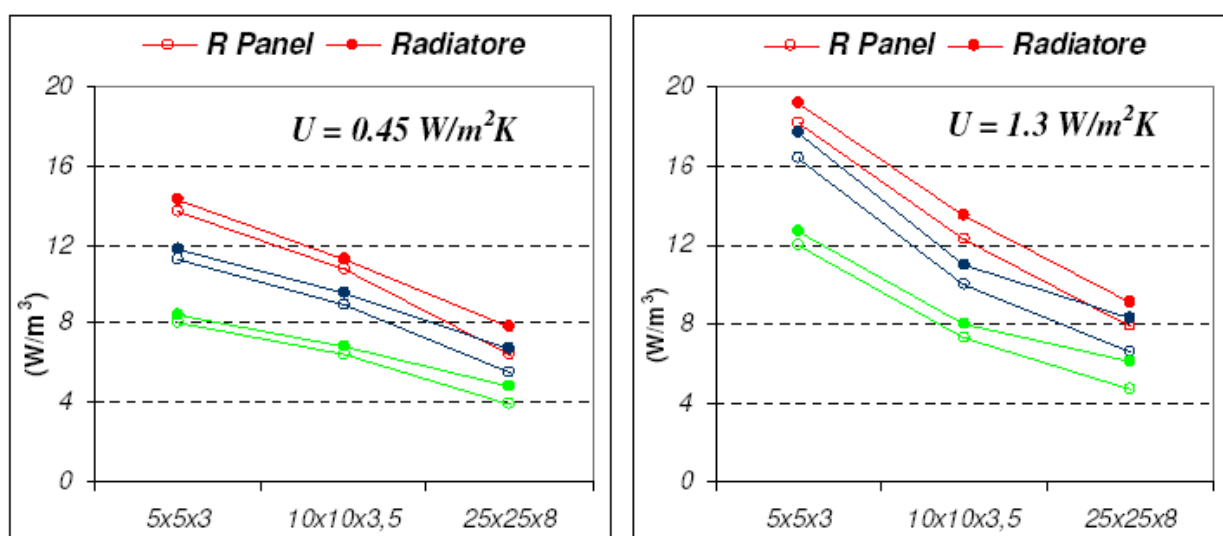 R Panel Radiatore
U = 0.45 W/m²K
20
16
12
8
4
0
(W/m³)
5x5x3 10x10x3,5 25x25x8
R Panel Radiatore
U = 1.3 W/m²K
20
16
12
8
4
0
(W/m³)
5x5x3 10x10x3,5 25x25x8